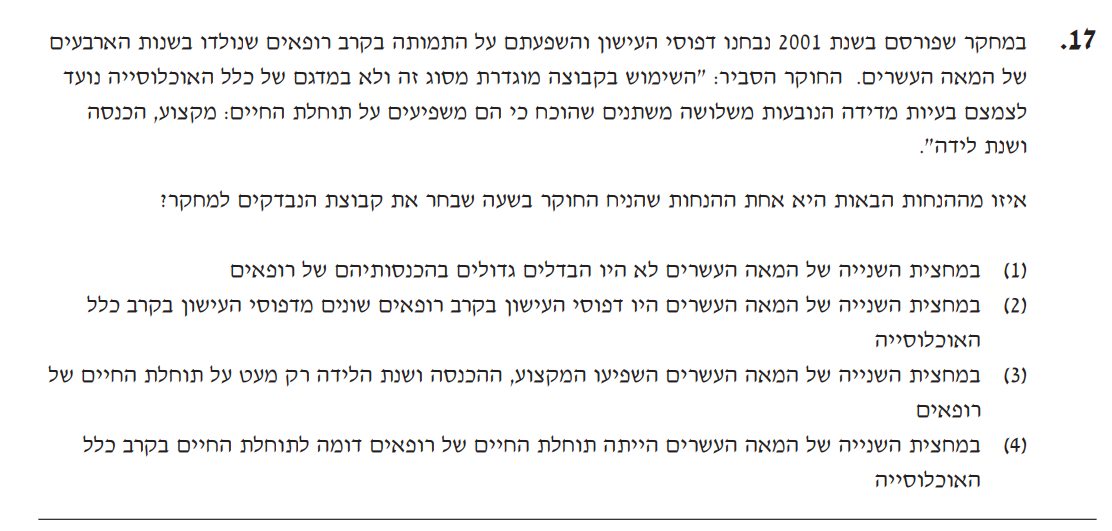 17. במחקר שפורסם בשנת 2001 נבחנו דפוסי העישון והשפעתם על התמותה בקרב רופאים שנולדו בשנות הארבעים
של המאה העשרים. החוקר הסביר: "השימוש בקבוצה מוגדרת מסוג זה ולא במדגם של כלל האוכלוסייה נועד
לצמצם בעיות מדידה הנובעות משלושה משתנים שהוכח כי הם משפיעים על תוחלת החיים: מקצוע, הכנסה
ושנת לידה".
איזו מההנחות הבאות היא אחת ההנחות שהניח החוקר בשעה שבחר את קבוצת הנבדקים למחקר?
(1) במחצית השנייה של המאה העשרים לא היו הבדלים גדולים בהכנסותיהם של רופאים
(2) במחצית השנייה של המאה העשרים היו דפוסי העישון בקרב רופאים שונים מדפוסי העישון בקרב כלל
האוכלוסייה
(3) במחצית השנייה של המאה העשרים השפיעו המקצוע, ההכנסה ושנת הלידה רק מעט על תוחלת החיים של
רופאים
(4) במחצית השנייה של המאה העשרים הייתה תוחלת החיים של רופאים דומה לתוחלת החיים בקרב כלל
האוכלוסייה